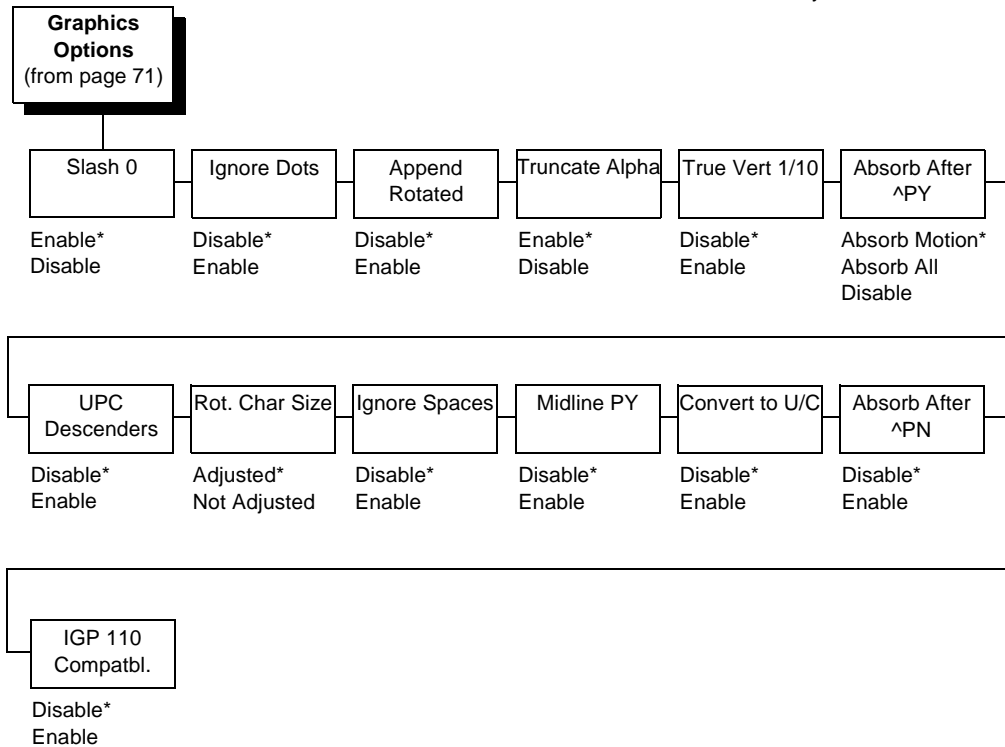 Graphics
Options
(from page 71)
Slash 0
Ignore Dots
Append
Rotated
Truncate Alpha
True Vert 1/10
Absorb After
^PY
Enable*
Disable
Disable*
Enable
Disable*
Enable
Enable*
Disable
Disable*
Enable
Absorb Motion*
Absorb All
Disable
UPC
Descenders
Rot. Char Size
Ignore Spaces
Midline PY
Convert to U/C
Absorb After
^PN
Disable*
Enable
Adjusted*
Not Adjusted
Disable*
Enable
Disable*
Enable
Disable*
Enable
Disable*
Enable
IGP 110
Compatbl.
Disable*
Enable